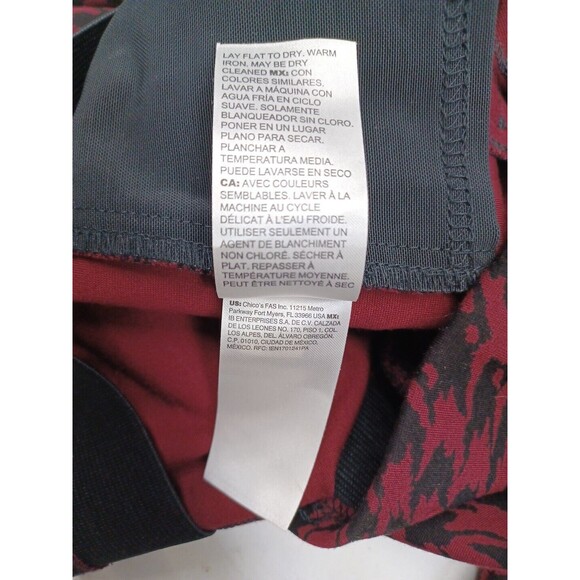 LAY FLAT TO DRY. WARM
IRON. MAY BE DRY
CLEANED MX: CON
COLORES SIMILARES.
LAVAR A MÁQUINA CON
AGUA FRÍA EN CICLO
SUAVE. SOLAMENTE
BLANQUEADOR SIN CLORO.
PONER EN UN LUGAR
PLANO PARA SECAR.
PLANCHAR A
TEMPERATURA MEDIA.
PUEDE LAVARSE EN SECO
CA: AVEC COULEURS
SEMBLABLES. LAVER À LA
MACHINE AU CYCLE
DÉLICAT À L'EAU FROIDE.
UTILISER SEULEMENT UN
AGENT DE BLANCHIMENT
NON CHLORÉ. SÉCHER À
PLAT. REPASSER À
TEMPÉRATURE MOYENNE.
PEUT ÊTRE NETTOYÉ À SEC
US: Chico's FAS Inc. 11215 Metro
Parkway Fort Myers, FL 33966 USA MX:
IB ENTERPRISES S.A. DE C.V. CALZADA
DE LOS LEONES NO. 170, PISO 1, COL.
LOS ALPES, DEL. ÁLVARO OBREGÓN,
C.P. 01010, CIUDAD DE MÉXICO,
MÉXICO. RFC: IEN1701241PA